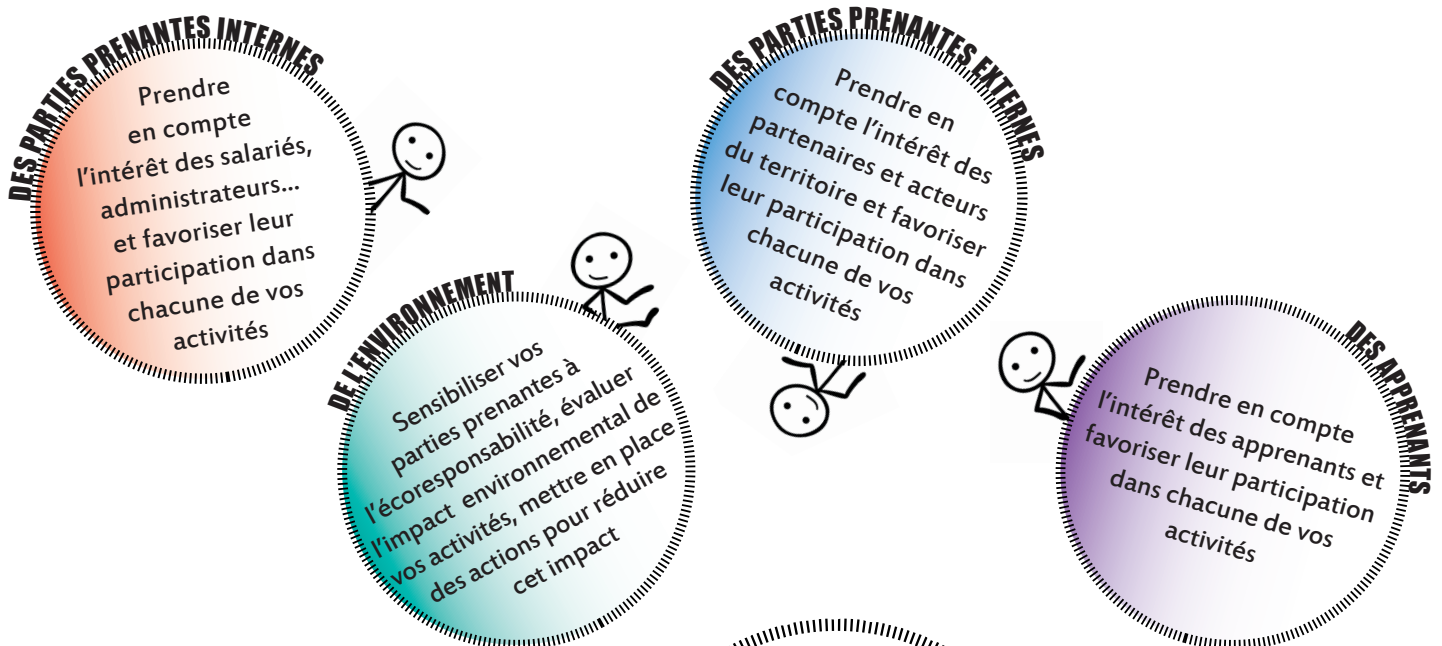 DES PARTIES PRENANTES INTERNES
Prendre
en compte
l'intérêt des salariés,
administrateurs...
et favoriser leur
participation dans
chacune de vos
activités
DE L'ENVIRONNEMENT
Sensibiliser vos
parties prenantes à
l'écoresponsabilité, évaluer
l'impact environnemental de
vos activités, mettre en place
des actions pour réduire
cet impact
DES PARTIES PRENANTES EXTERNES
Prendre en
compte l'intérêt des
partenaires et acteurs
du territoire et favoriser
leur participation dans
chacune de vos
activités
DES APPRENANTS
Prendre en compte
l'intérêt des apprenants et
favoriser leur participation
dans chacune de vos
activités